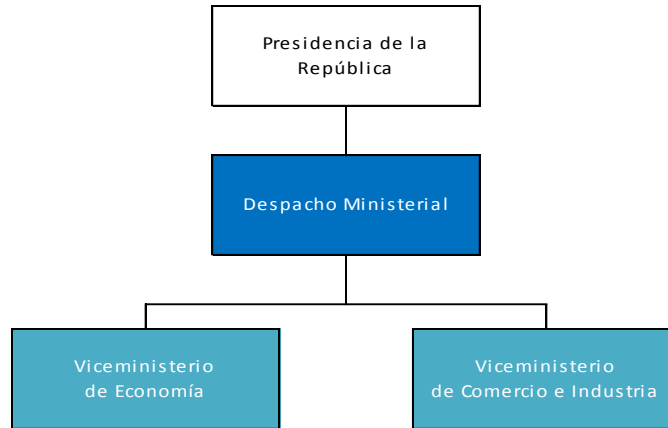 Presidencia de la
República
Despacho Ministerial
Viceministerio
de Economía
Viceministerio
de Comercio e Industria